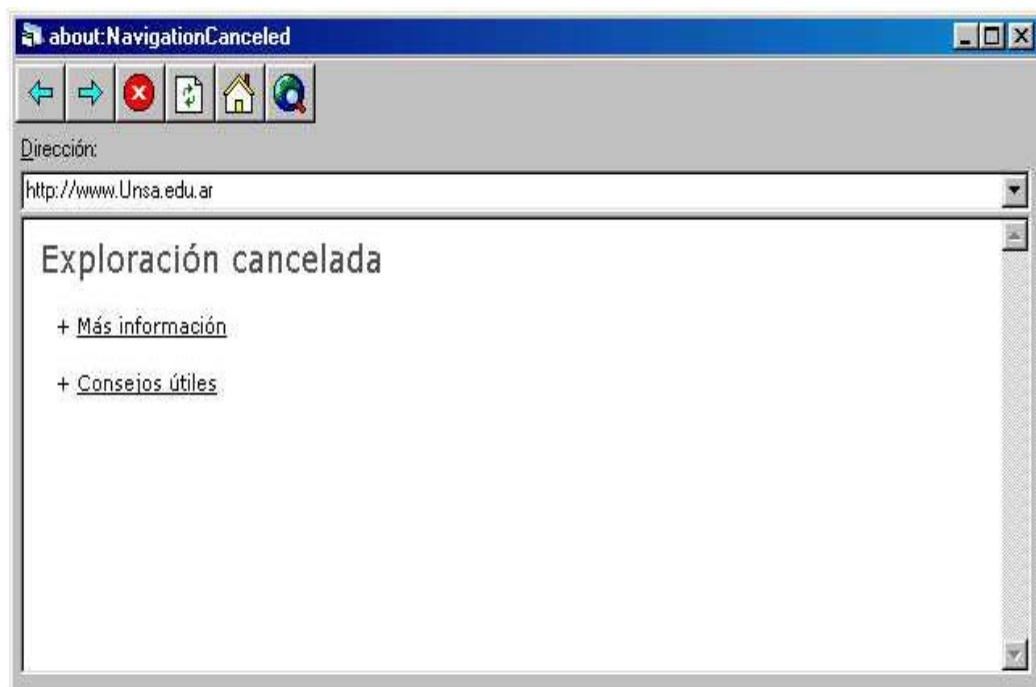 about:NavigationCanceled
Dirección:
http://www.Unsa.edu.ar
Exploración cancelada
+ Más información
+ Consejos útiles